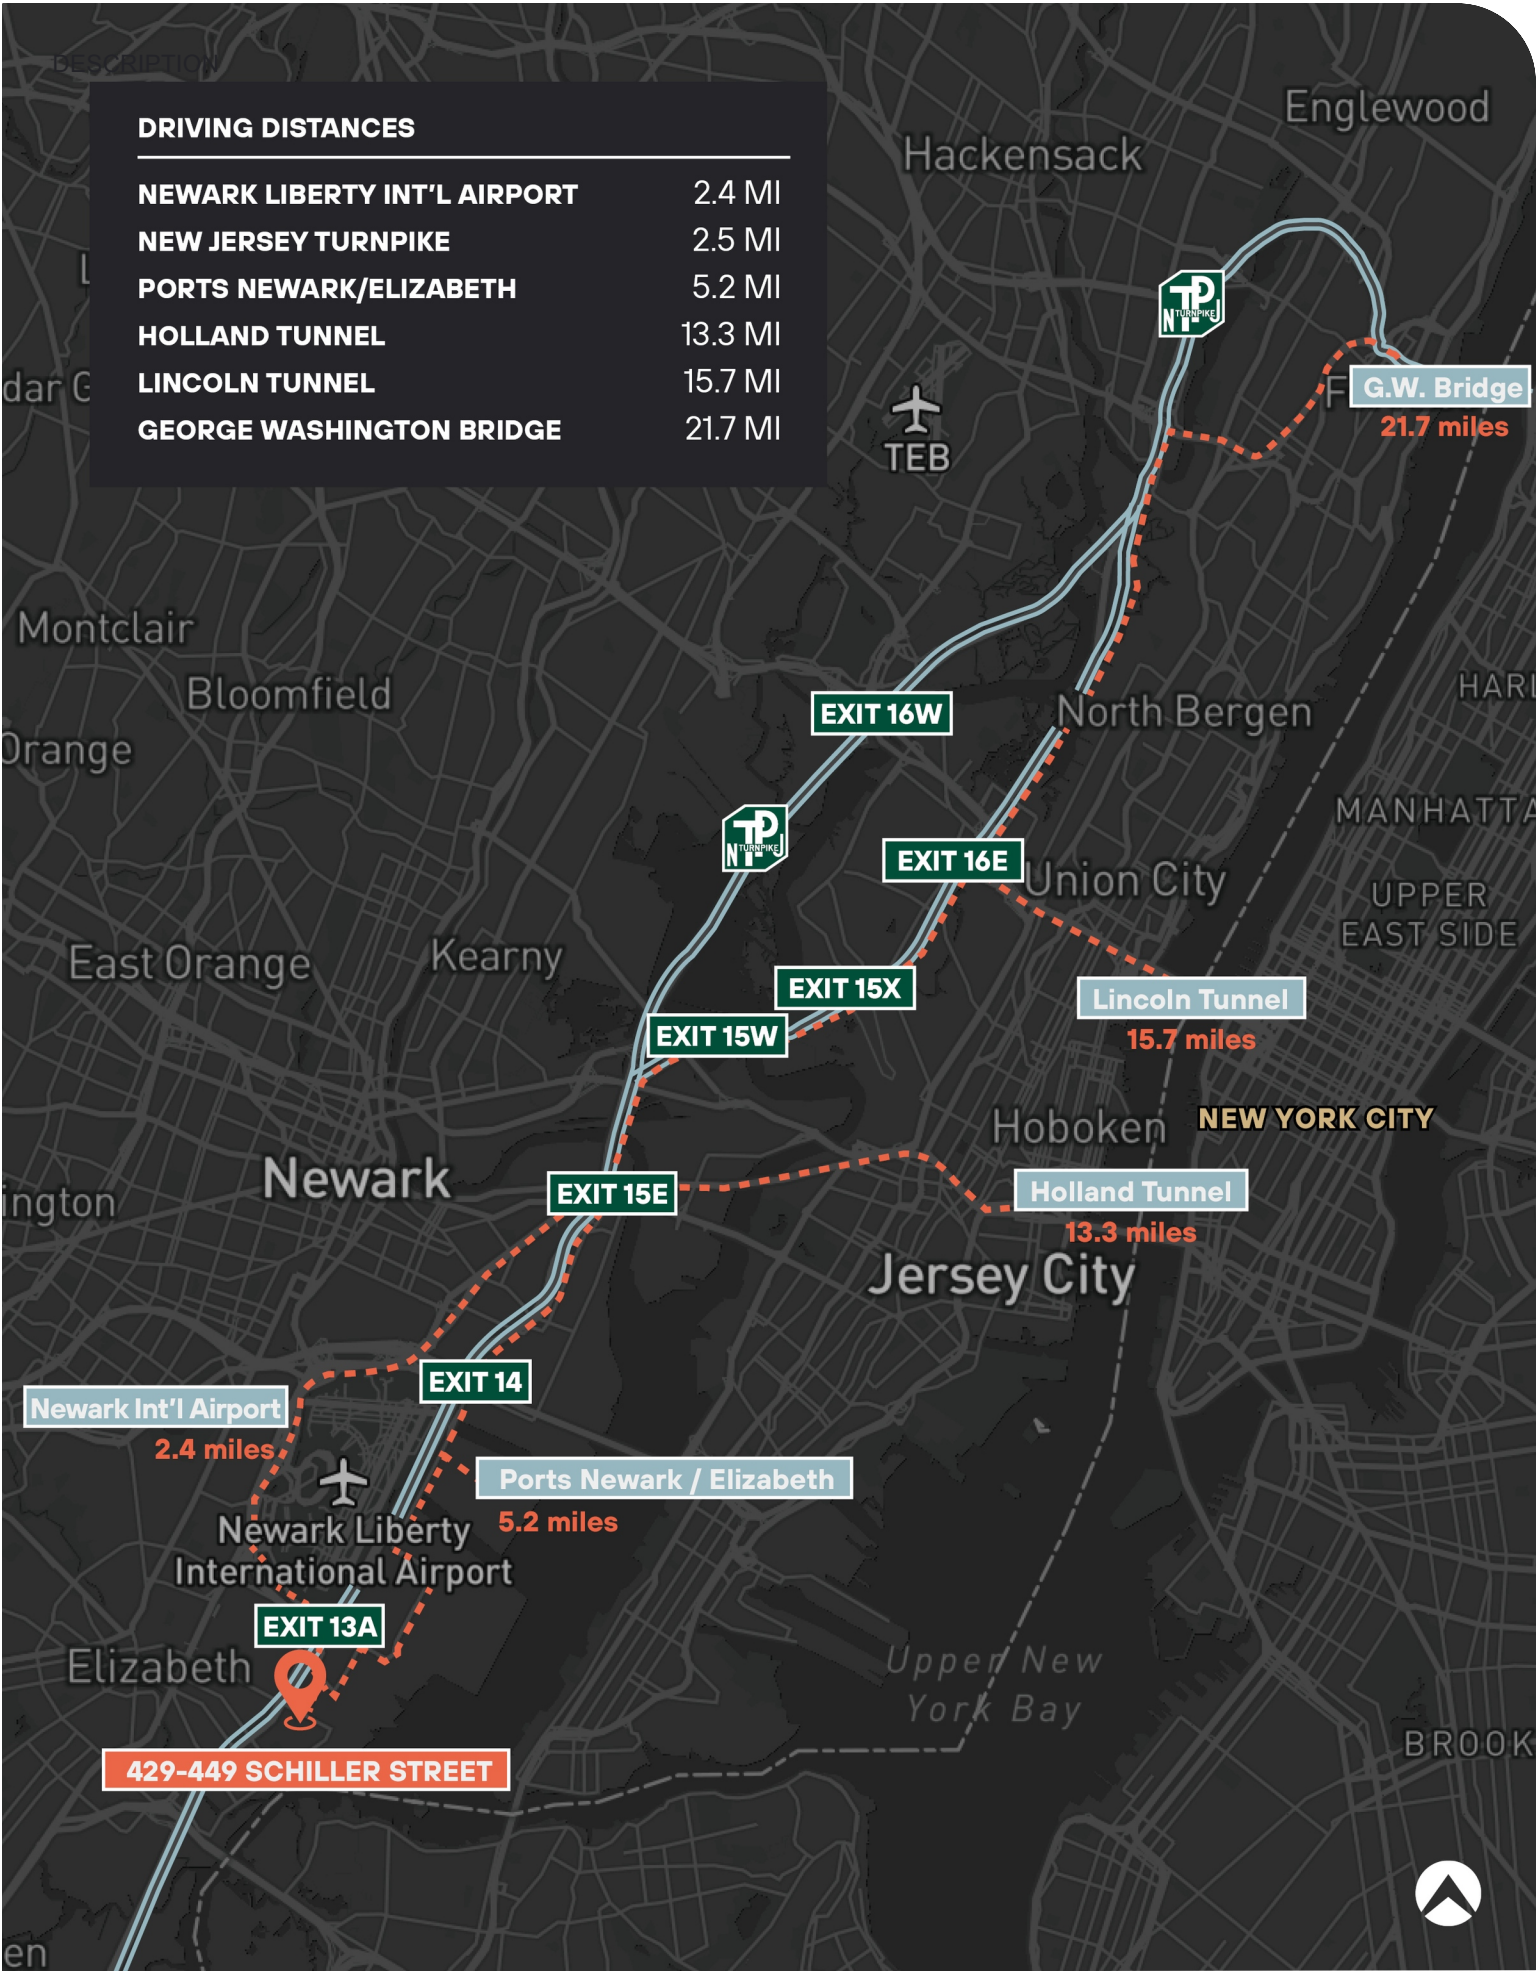 DESCRIPTION
DRIVING DISTANCES
NEWARK LIBERTY INT'L AIRPORT 2.4 MI
NEW JERSEY TURNPIKE 2.5 MI
PORTS NEWARK/ELIZABETH 5.2 MI
HOLLAND TUNNEL 13.3 MI
LINCOLN TUNNEL 15.7 MI
GEORGE WASHINGTON BRIDGE 21.7 MI
Englewood
Hackensack
L
N TP J
TURNPIKE
dar G
F
G.W. Bridge
21.7 miles
TEB
Montclair
Bloomfield
HARL
EXIT 16W
North Bergen
Orange
MANHATTA
N TP J
TURNPIKE
EXIT 16E
Union City
UPPER
EAST SIDE
East Orange
Kearny
EXIT 15X
Lincoln Tunnel
15.7 miles
EXIT 15W
Hoboken
NEW YORK CITY
Newark
ington
EXIT 15E
Holland Tunnel
13.3 miles
Jersey City
EXIT 14
Newark Int'l Airport
2.4 miles
Ports Newark / Elizabeth
5.2 miles
Newark Liberty
International Airport
EXIT 13A
Elizabeth
Upper New
York Bay
BROOK
429-449 SCHILLER STREET
en